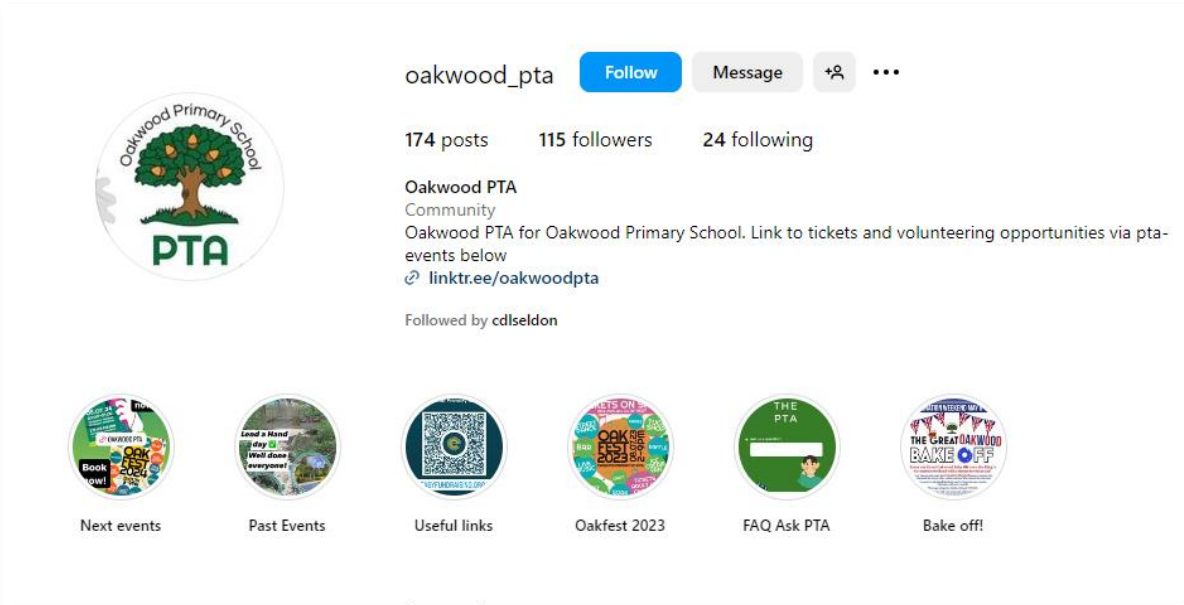 oakwood_pta Follow Message
174 posts 115 followers 24 following
Oakwood PTA
Community
Oakwood PTA for Oakwood Primary School. Link to tickets and volunteering opportunities via pta-
events below
linktr.ee/oakwoodpta
Followed by cdlseldon
Oakwood Primary School
PTA
OAKWOOD PTA
OAK
FEST
2024
Book
now!
Lend a Hand
day
Well done
everyone!
OAK
FEST
2023
BAR
THE
PTA
THE GREAT OAKWOOD
BAKE OFF
Next events Past Events Useful links Oakfest 2023 FAQ Ask PTA Bake off!